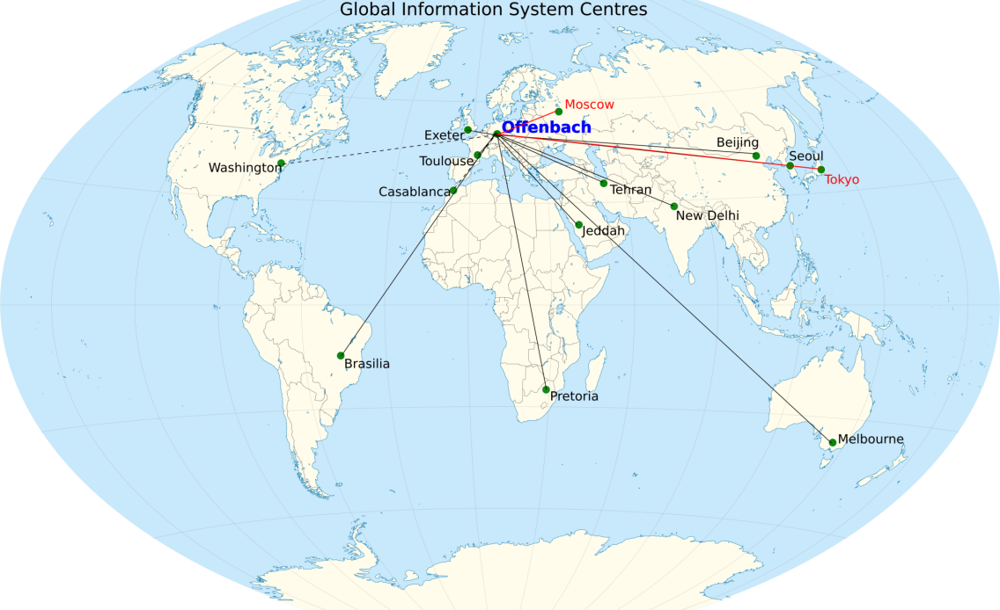 Global Information System Centres
Moscow
Offenbach
Exeter
Beijing
Seoul
Toulouse
Washington
Tokyo
Casablanca
Tehran
New Delhi
Jeddah
Brasilia
Pretoria
Melbourne